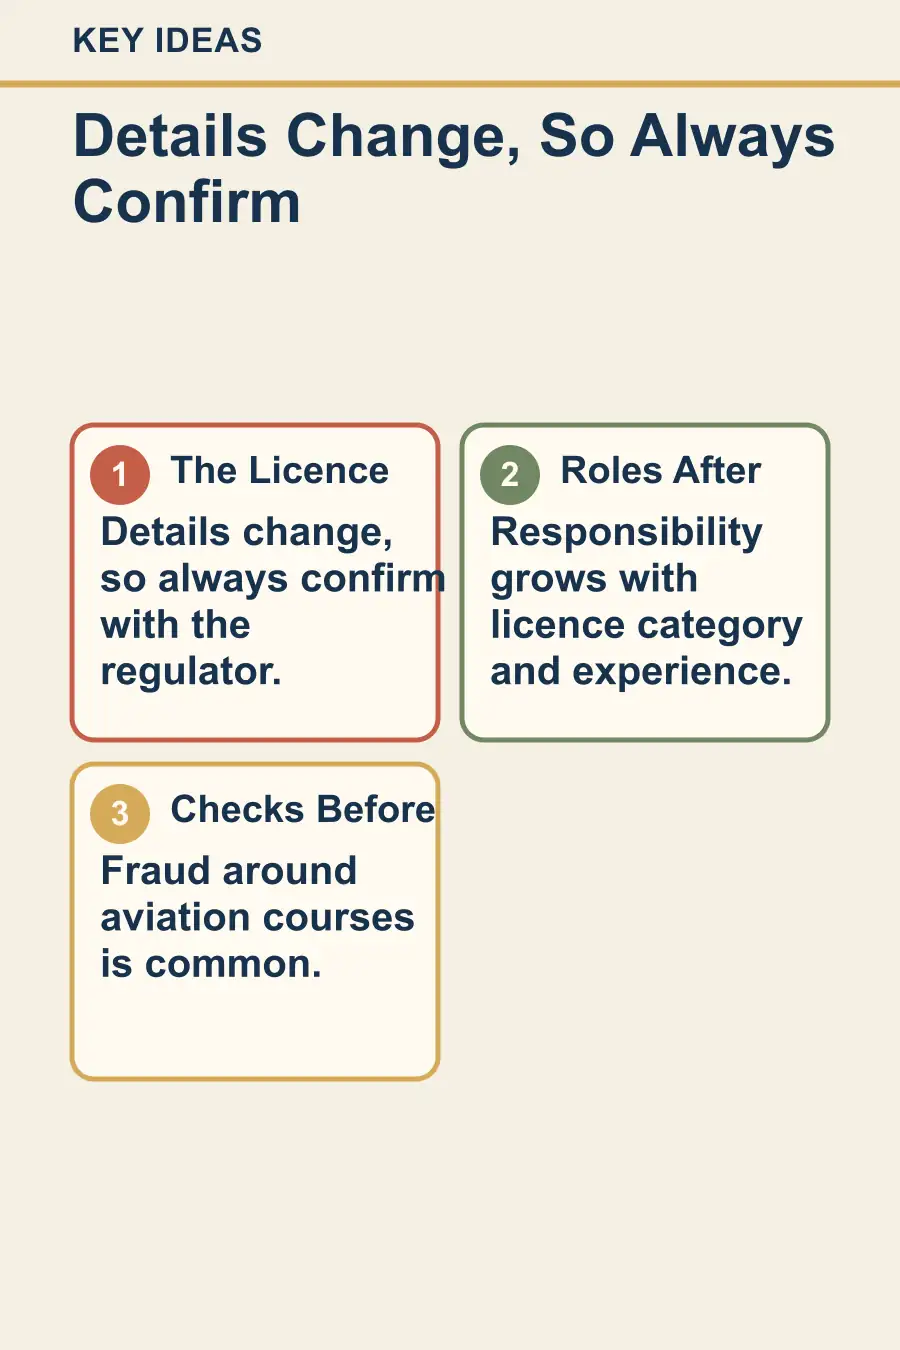 KEY IDEAS
Details Change, So Always
Confirm
1 The Licence
Details change,
so always confirm
with the
regulator.
2 Roles After
Responsibility
grows with
licence category
and experience.
3 Checks Before
Fraud around
aviation courses
is common.